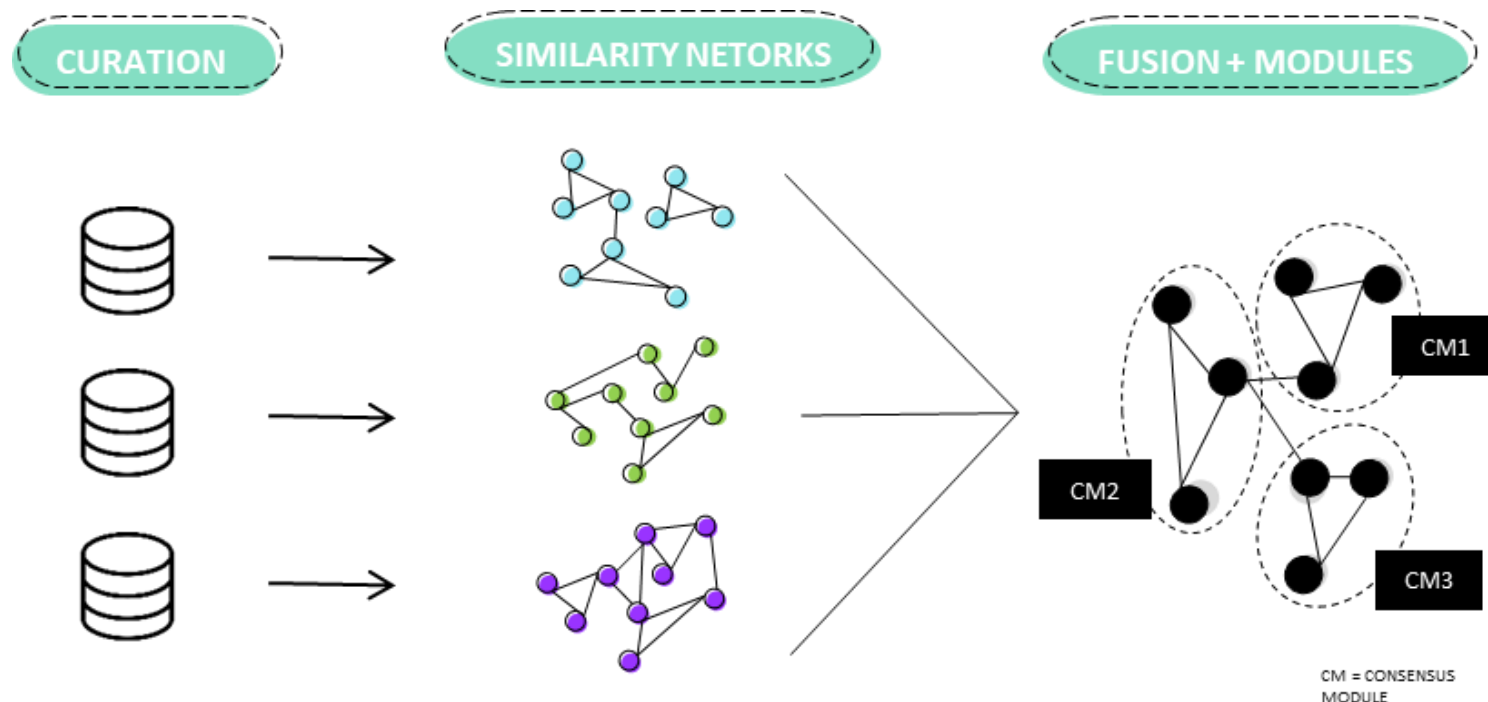 CURATION
SIMILARITY NETORKS
FUSION + MODULES
CM1
CM2
CM3
CM = CONSENSUS
MODULE